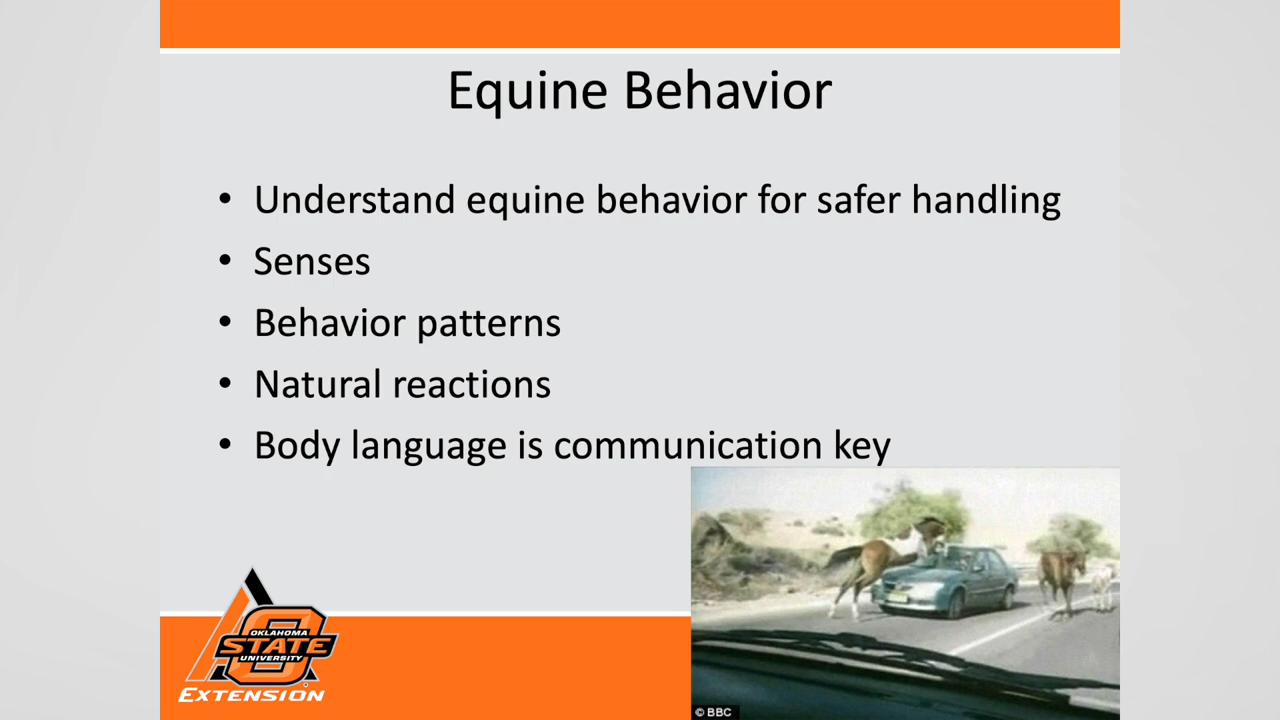 Equine Behavior
• Understand equine behavior for safer handling
• Senses
• Behavior patterns
• Natural reactions
• Body language is communication key
OKLAHOMA
STATE
UNIVERSITY
EXTENSION
© BBC